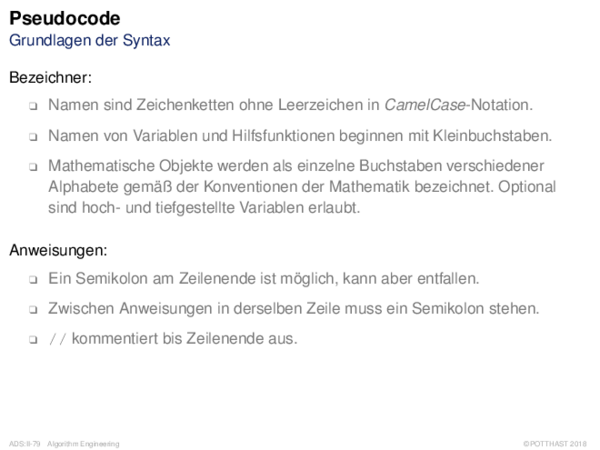 Pseudocode
Grundlagen der Syntax
Bezeichner:
❑ Namen sind Zeichenketten ohne Leerzeichen in CamelCase-Notation.
❑ Namen von Variablen und Hilfsfunktionen beginnen mit Kleinbuchstaben.
❑ Mathematische Objekte werden als einzelne Buchstaben verschiedener
Alphabete gemäß der Konventionen der Mathematik bezeichnet. Optional
sind hoch- und tiefgestellte Variablen erlaubt.
Anweisungen:
❑ Ein Semikolon am Zeilenende ist möglich, kann aber entfallen.
❑ Zwischen Anweisungen in derselben Zeile muss ein Semikolon stehen.
❑ // kommentiert bis Zeilenende aus.
ADS:II-79 Algorithm Engineering
© POTTHAST 2018